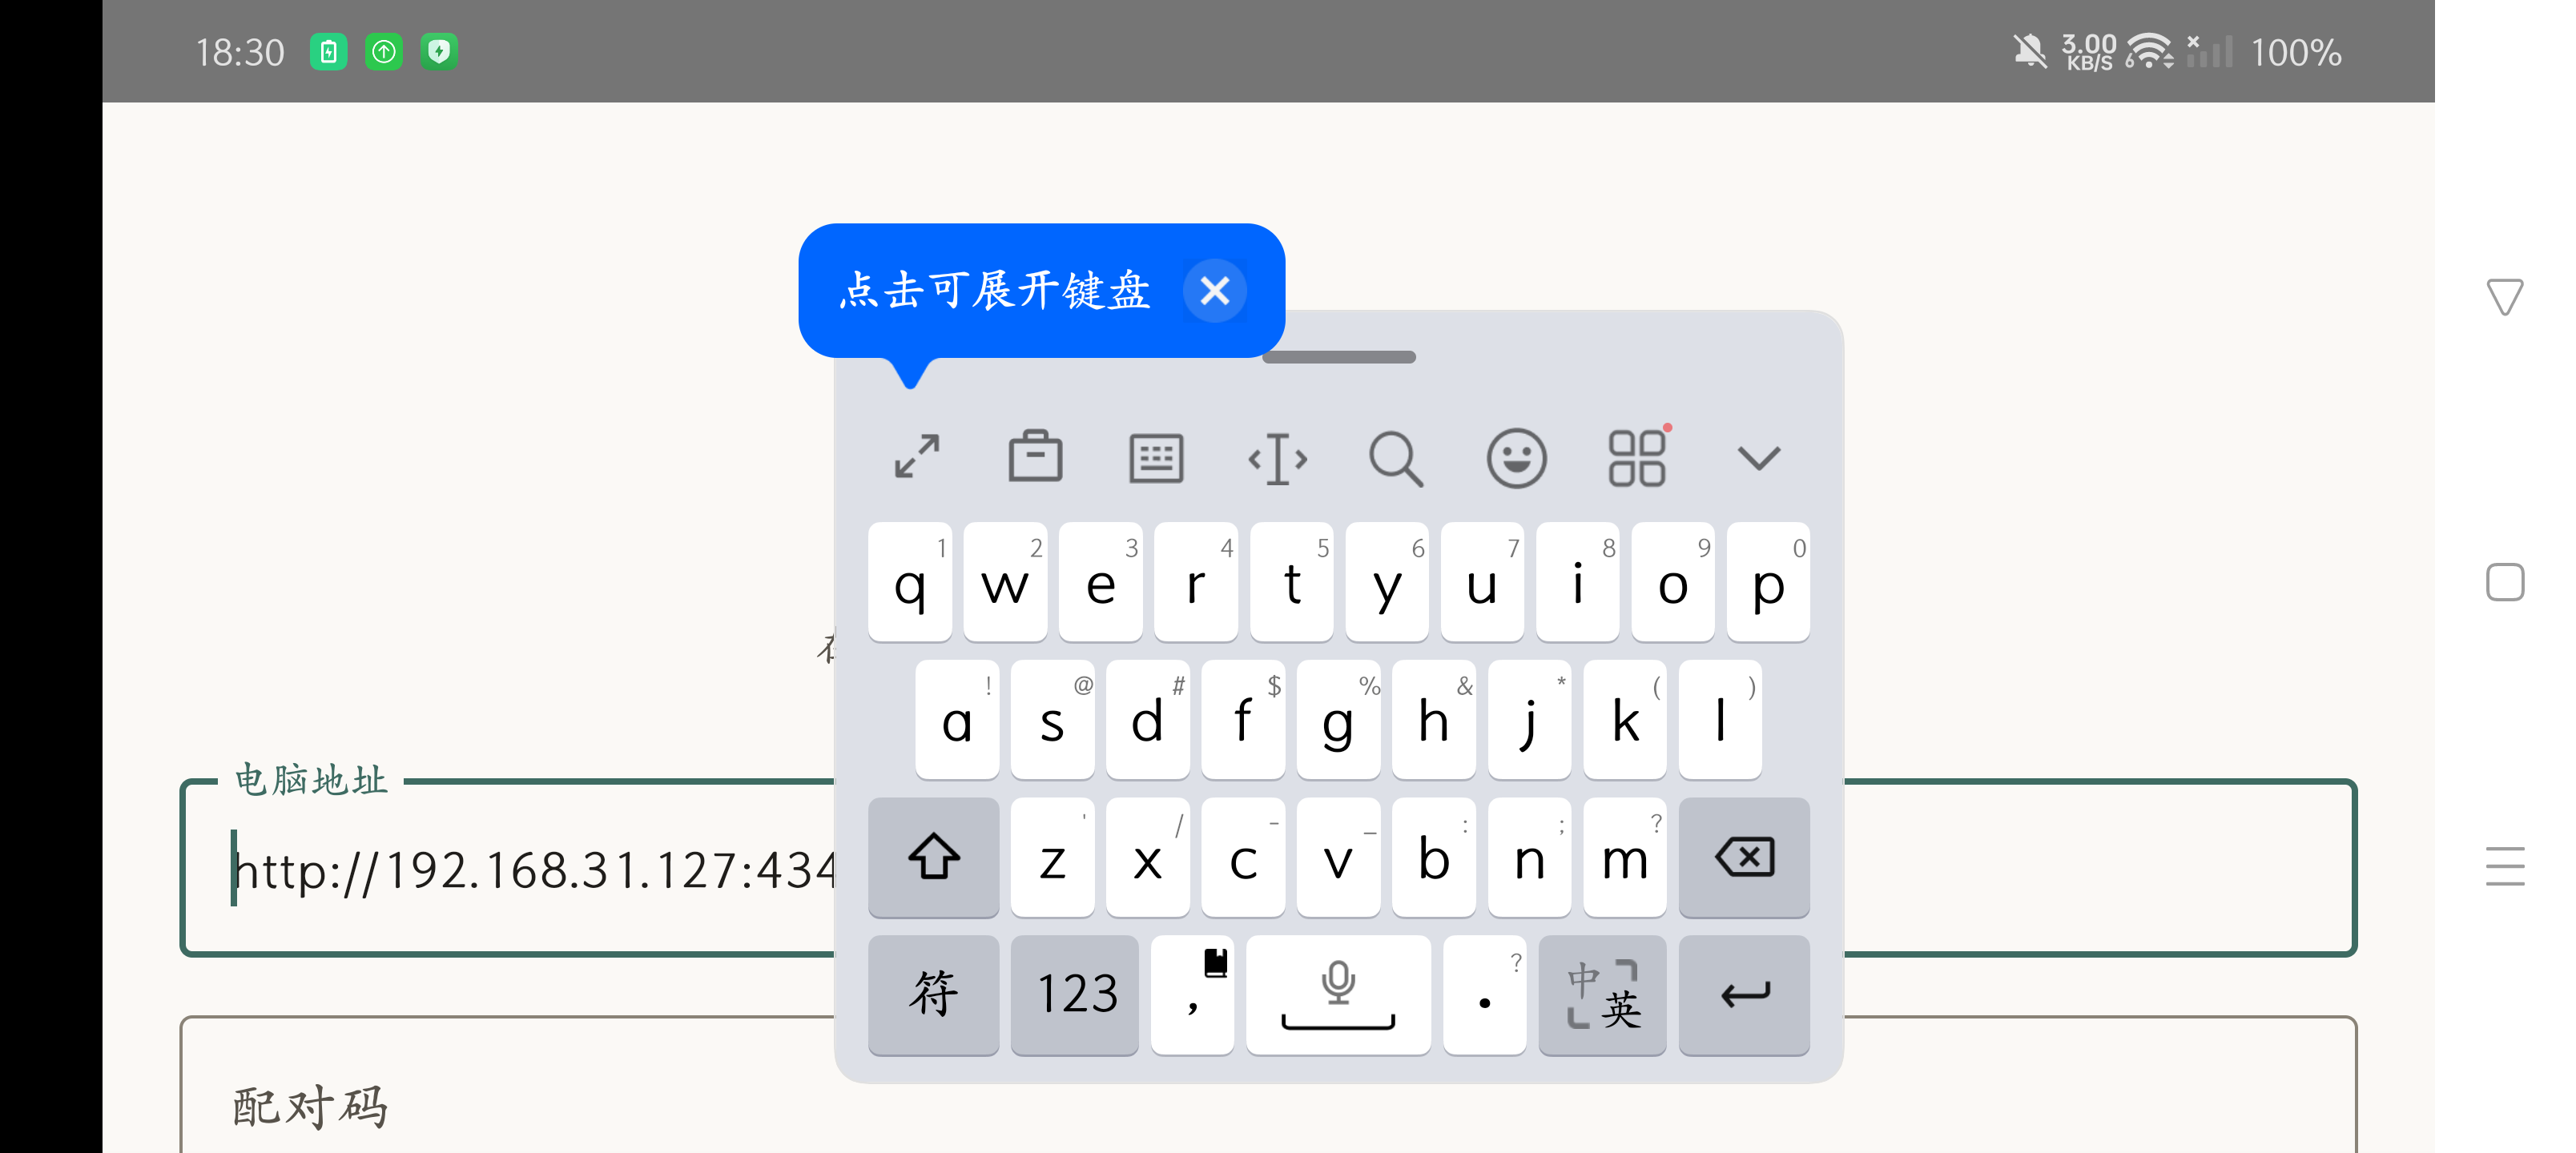 18:30
3.00 KB/S 6 100%
点击可展开键盘
1 2 3 4 5 6 7 8 9 0
q w e r t y u i o p
! @ # $ % & * ( )
a s d f g h j k l
电脑地址
' / - _ : ; ?
z x c v b n m
http://192.168.31.127:434
?
符 123 , . 中英
配对码